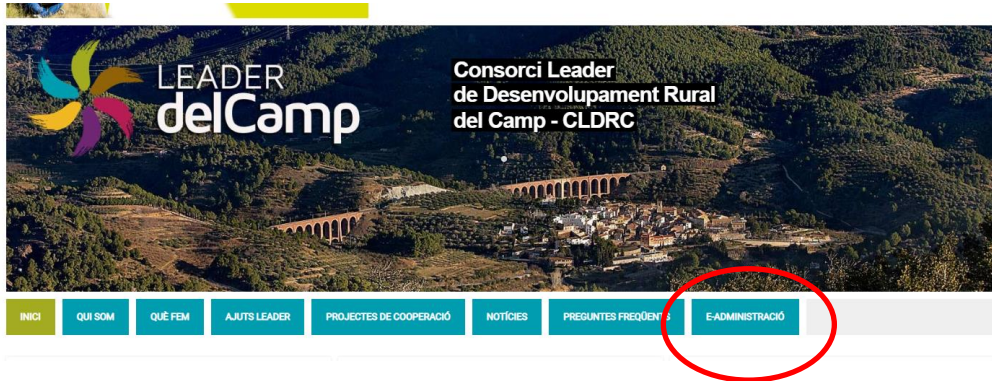 LEADER
delCamp
Consorci Leader
de Desenvolupament Rural
del Camp - CLDRC
INICI QUI SOM QUÈ FEM AJUTS LEADER PROJECTES DE COOPERACIÓ NOTÍCIES PREGUNTES FREQÜENTS E-ADMINISTRACIÓ